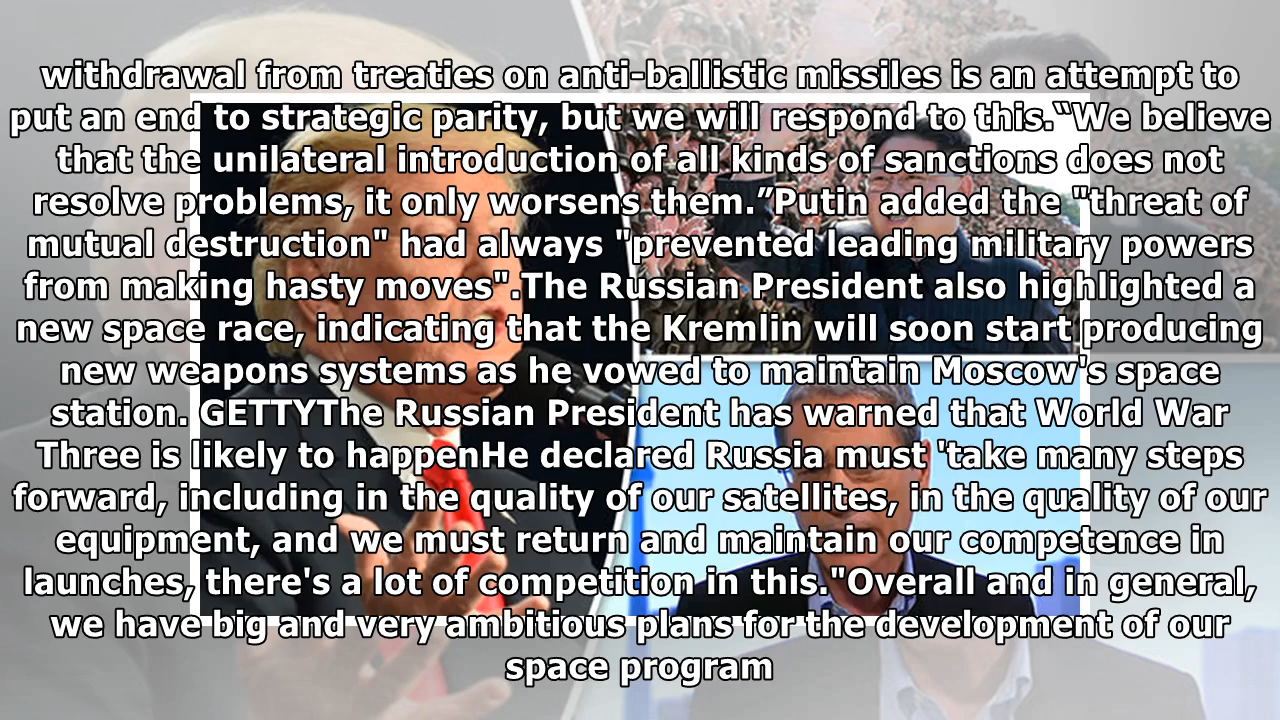 withdrawal from treaties on anti-ballistic missiles is an attempt to
put an end to strategic parity, but we will respond to this.“We believe
that the unilateral introduction of all kinds of sanctions does not
resolve problems, it only worsens them.”Putin added the "threat of
mutual destruction" had always "prevented leading military powers
from making hasty moves".The Russian President also highlighted a
new space race, indicating that the Kremlin will soon start producing
new weapons systems as he vowed to maintain Moscow's space
station. GETTYThe Russian President has warned that World War
Three is likely to happenHe declared Russia must 'take many steps
forward, including in the quality of our satellites, in the quality of our
equipment, and we must return and maintain our competence in
launches, there's a lot of competition in this."Overall and in general,
we have big and very ambitious plans for the development of our
space program